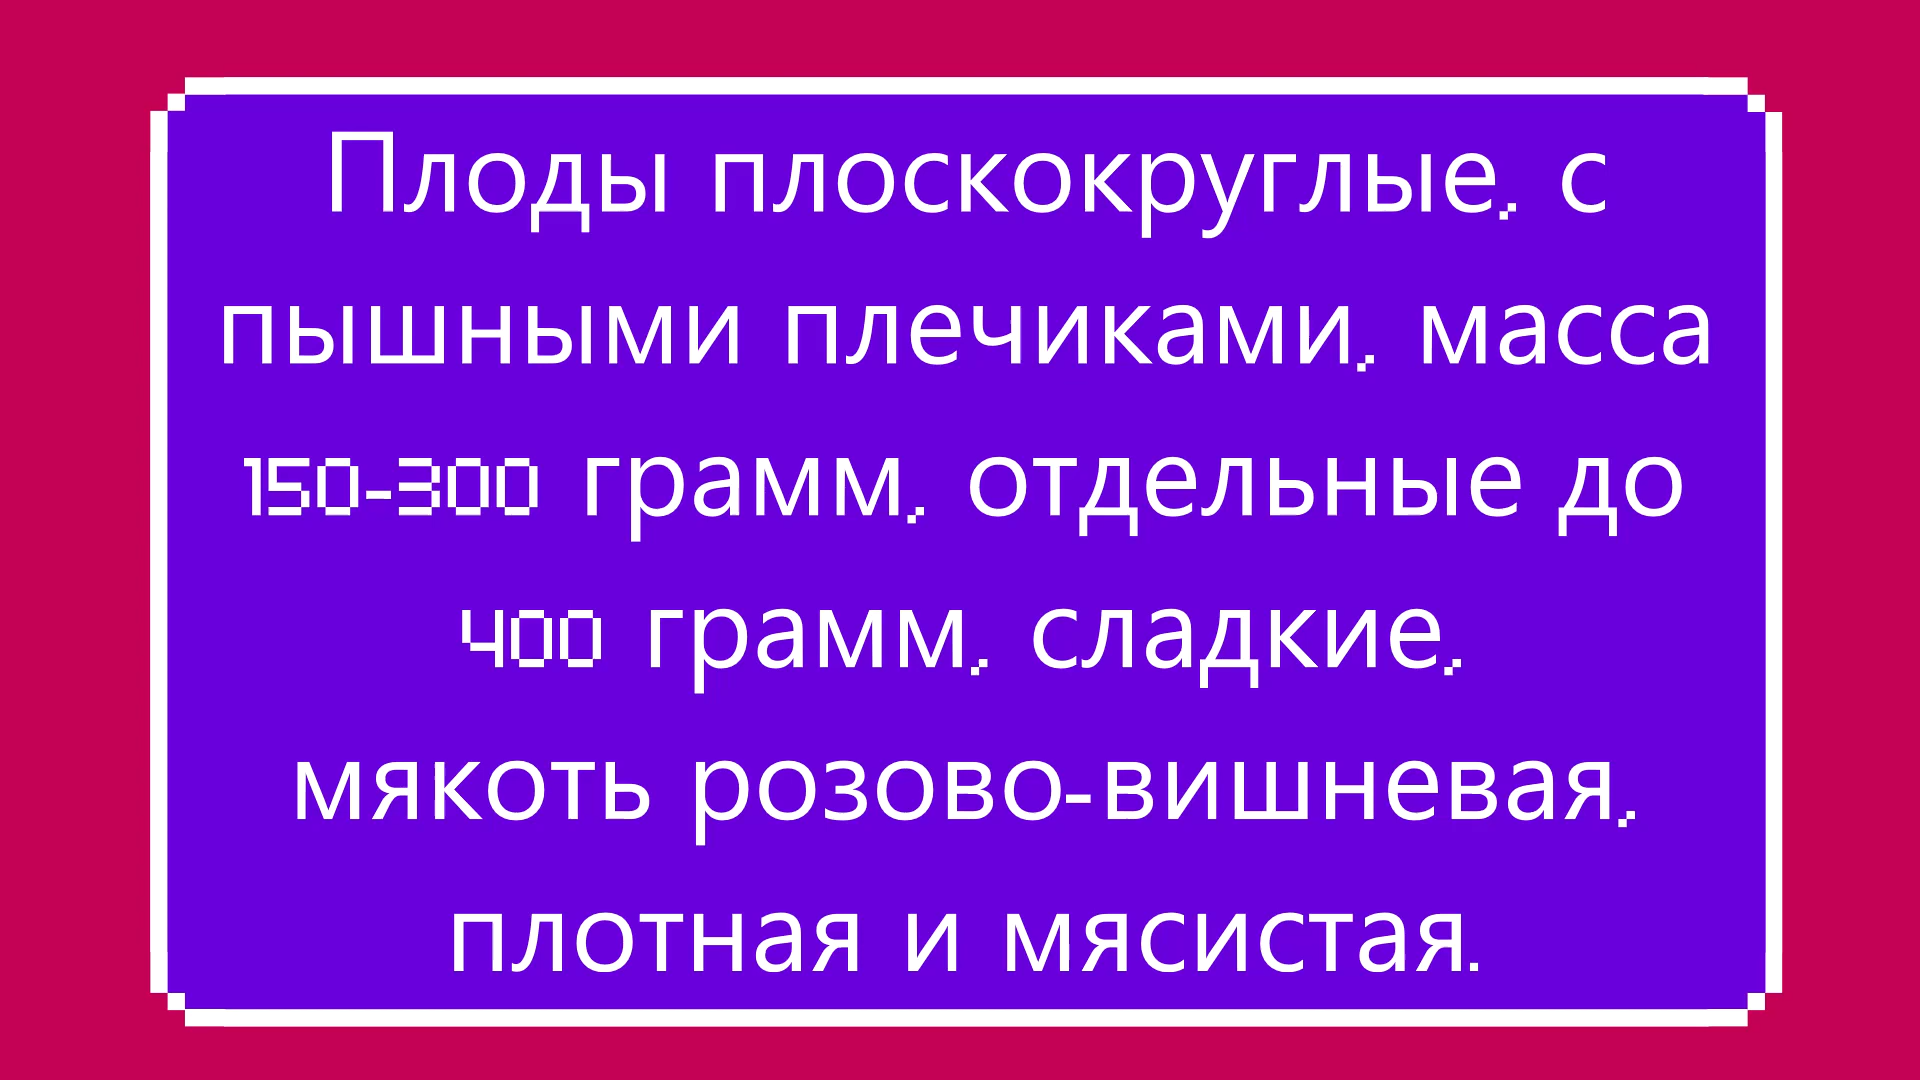 Плоды плоскокруглые, с
пышными плечиками, масса
150-300 грамм, отдельные до
400 грамм, сладкие,
мякоть розово-вишневая,
плотная и мясистая.